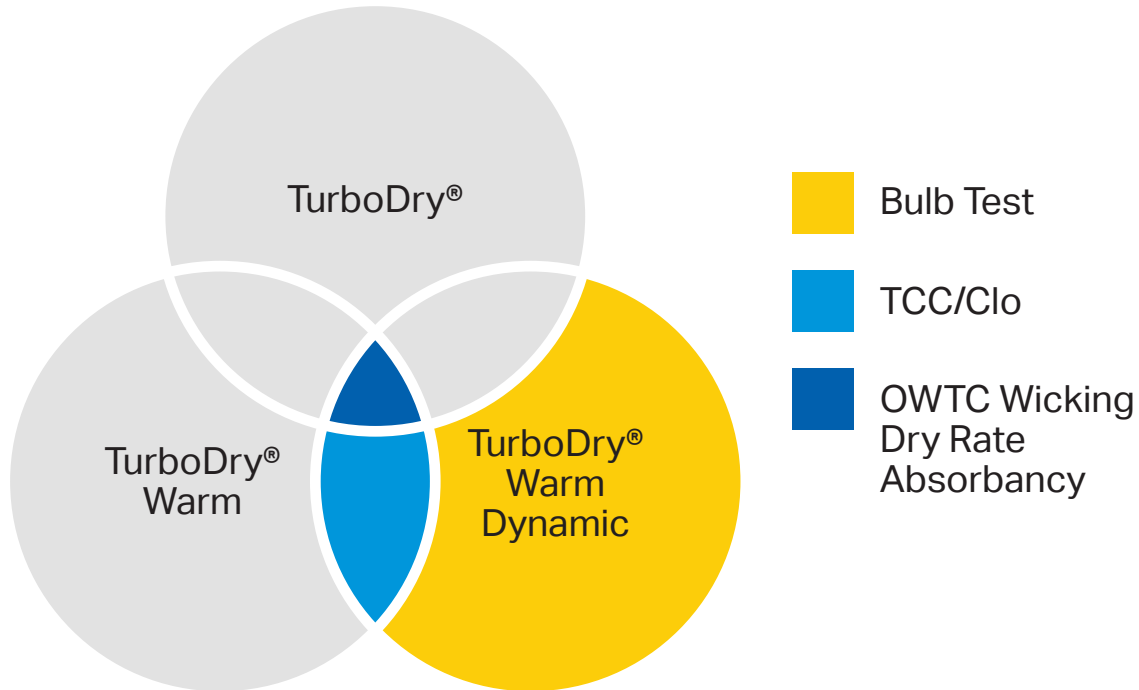 TurboDry®
TurboDry®
Warm
TurboDry®
Warm
Dynamic
Bulb Test
TCC/Clo
OWTC Wicking
Dry Rate
Absorbancy